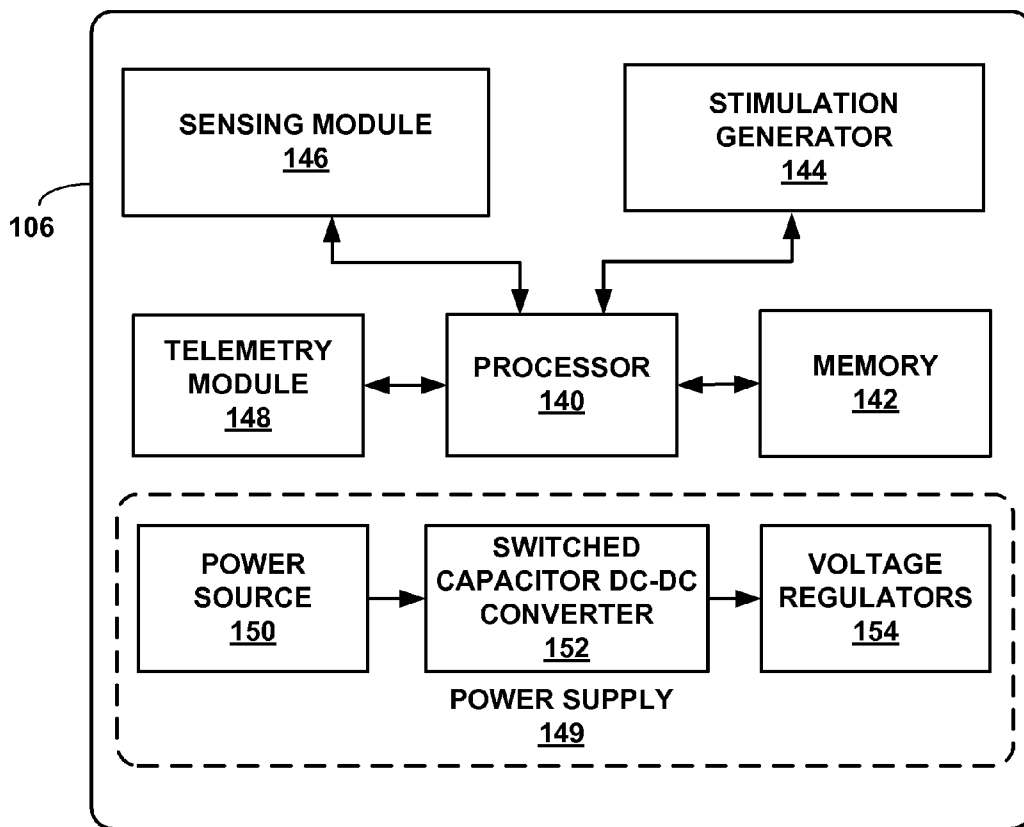 SENSING MODULE
146
STIMULATION
GENERATOR
144
106
TELEMETRY
MODULE
148
PROCESSOR
140
MEMORY
142
POWER
SOURCE
150
SWITCHED
CAPACITOR DC-DC
CONVERTER
152
VOLTAGE
REGULATORS
154
POWER SUPPLY
149